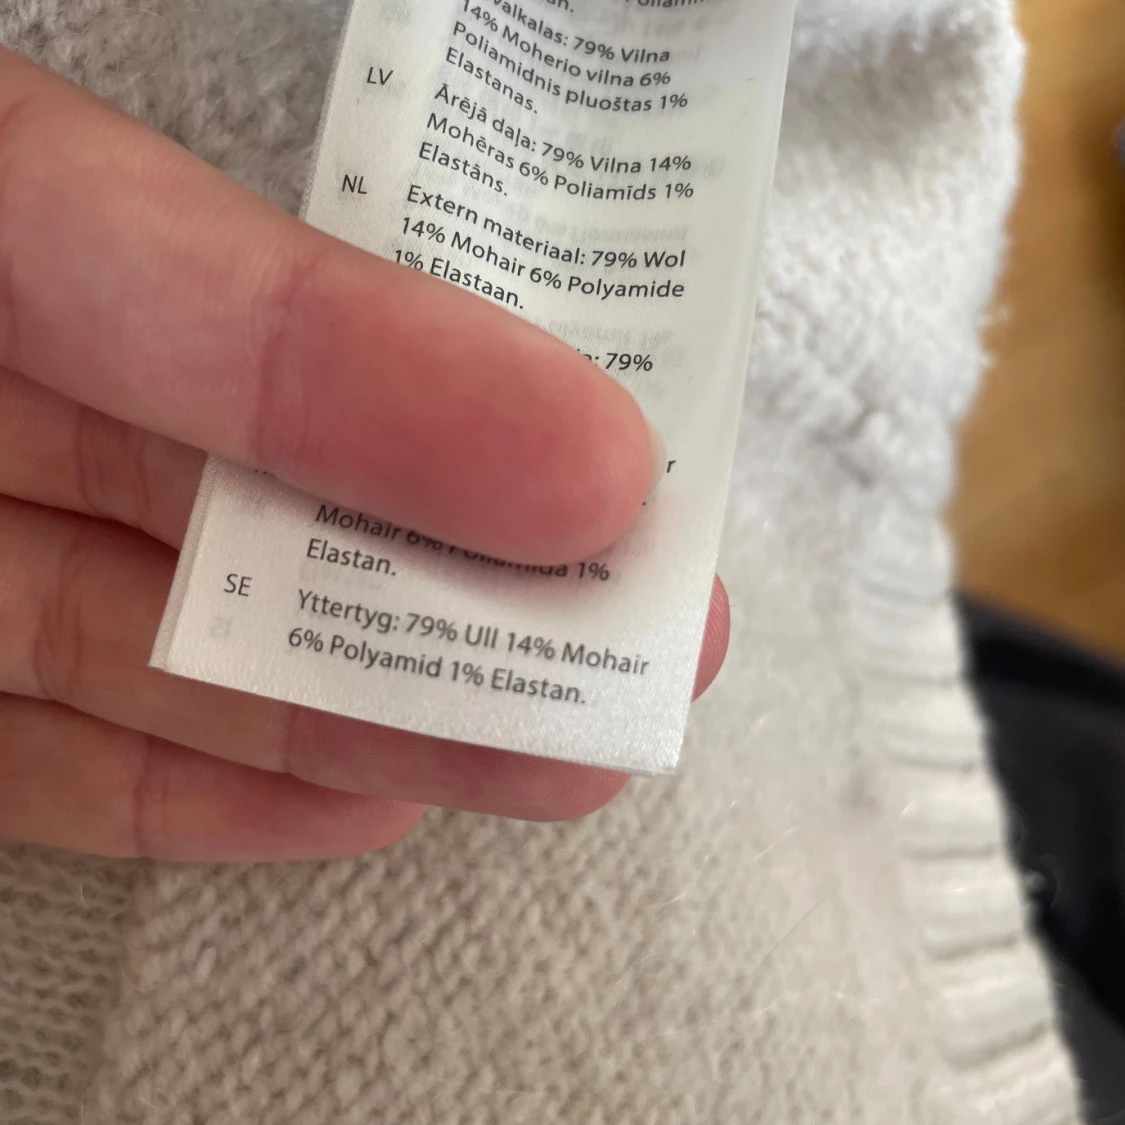 valkalas: 79% Vilna
14% Moherio vilna 6%
Poliamidnis pluoštas 1%
Elastanas.
LV Ārējā daļa: 79% Vilna 14%
Mohēras 6% Poliamīds 1%
Elastāns.
NL Extern materiaal: 79% Wol
14% Mohair 6% Polyamide
1% Elastaan.
: 79%
r
Mohair 6% 1%
Elastan.
SE Yttertyg: 79% Ull 14% Mohair
6% Polyamid 1% Elastan.